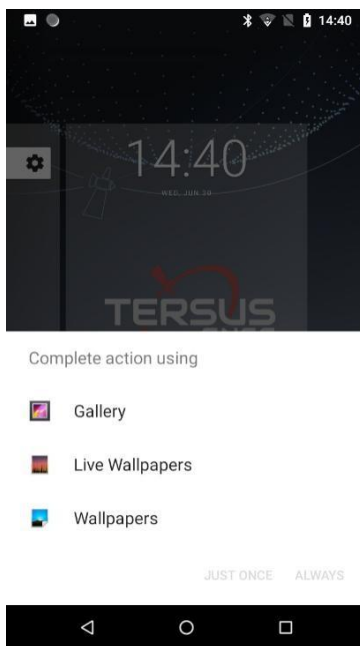 14:40
14:40
WED, JUN 30
TERSUS
Complete action using
Gallery
Live Wallpapers
Wallpapers
JUST ONCE ALWAYS